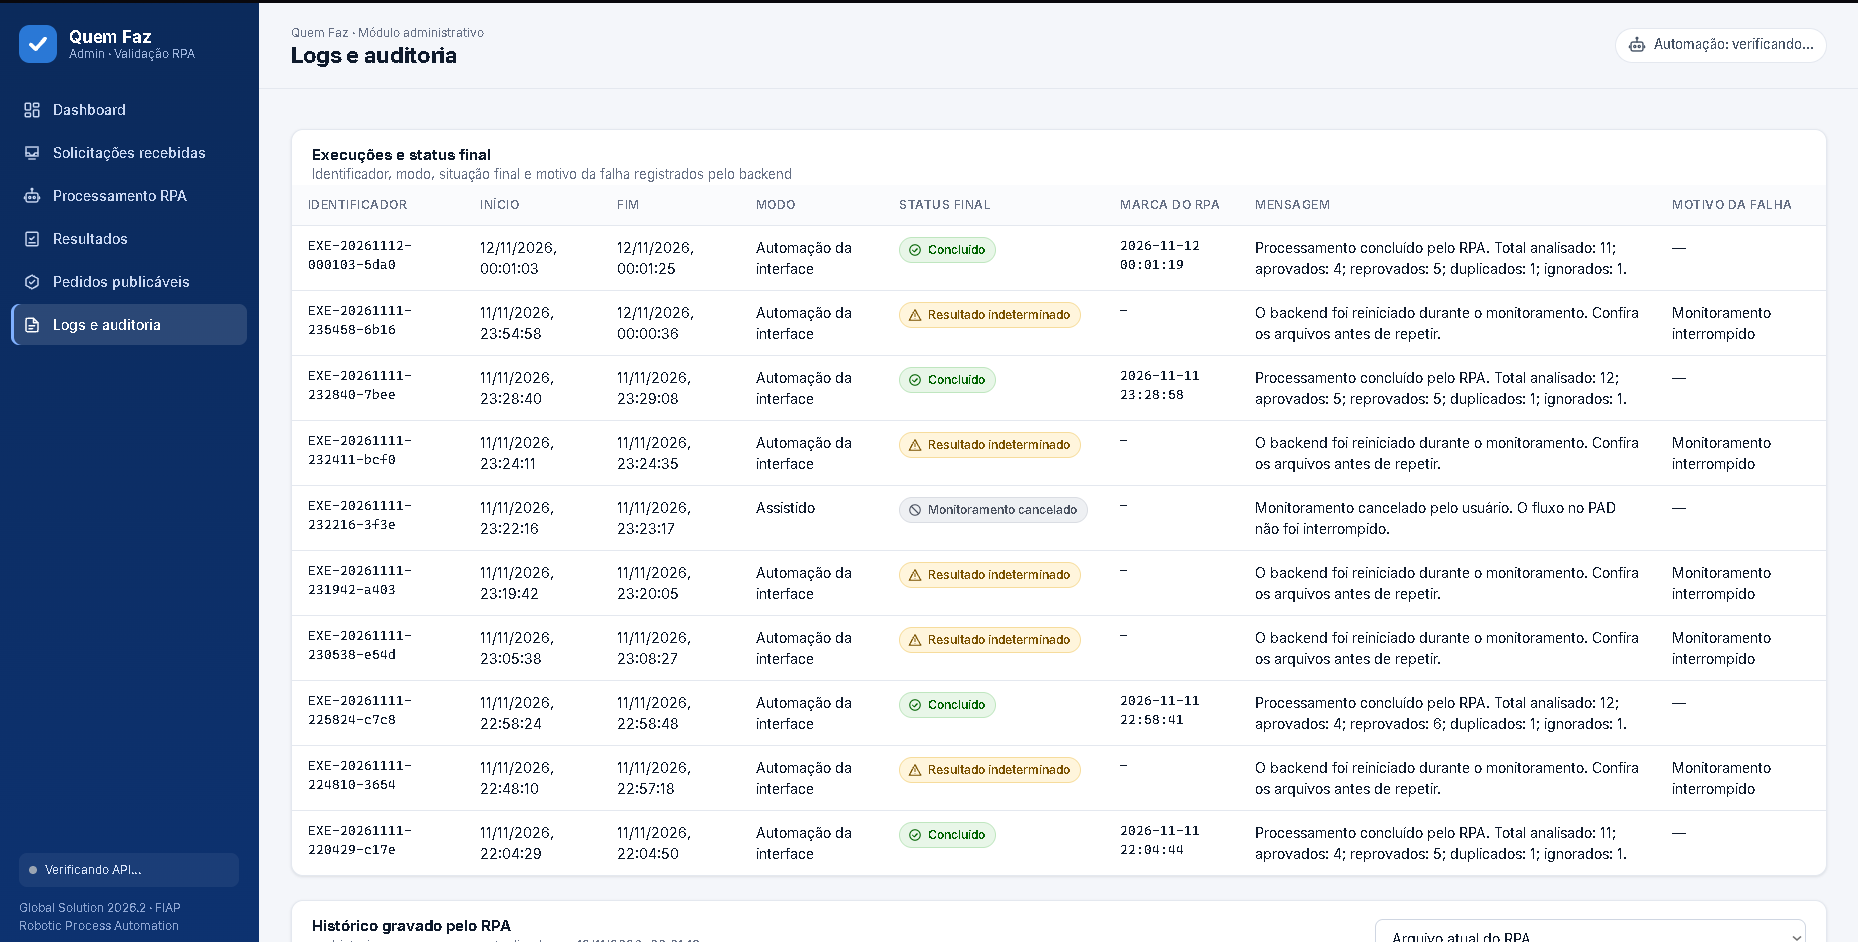 Quem Faz
Admin · Validação RPA
Dashboard
Solicitações recebidas
Processamento RPA
Resultados
Pedidos publicáveis
Logs e auditoria
Verificando API...
Global Solution 2026.2 · FIAP
Robotic Process Automation
Quem Faz · Módulo administrativo
Logs e auditoria
Automação: verificando...
Execuções e status final
Identificador, modo, situação final e motivo da falha registrados pelo backend
IDENTIFICADOR INÍCIO FIM MODO STATUS FINAL MARCA DO RPA MENSAGEM MOTIVO DA FALHA
EXE-20261112- 12/11/2026, 12/11/2026, Automação da Concluído 2026-11-12 Processamento concluído pelo RPA. Total analisado: 11; —
000103-5da0 00:01:03 00:01:25 interface 00:01:19 aprovados: 4; reprovados: 5; duplicados: 1; ignorados: 1.
EXE-20261111- 11/11/2026, 12/11/2026, Automação da Resultado indeterminado – O backend foi reiniciado durante o monitoramento. Confira Monitoramento
235458-6b16 23:54:58 00:00:36 interface os arquivos antes de repetir. interrompido
EXE-20261111- 11/11/2026, 11/11/2026, Automação da Concluído 2026-11-11 Processamento concluído pelo RPA. Total analisado: 12; —
232840-7bee 23:28:40 23:29:08 interface 23:28:58 aprovados: 5; reprovados: 5; duplicados: 1; ignorados: 1.
EXE-20261111- 11/11/2026, 11/11/2026, Automação da Resultado indeterminado – O backend foi reiniciado durante o monitoramento. Confira Monitoramento
232411-bcf0 23:24:11 23:24:35 interface os arquivos antes de repetir. interrompido
EXE-20261111- 11/11/2026, 11/11/2026, Assistido Monitoramento cancelado – Monitoramento cancelado pelo usuário. O fluxo no PAD —
232216-3f3e 23:22:16 23:23:17 não foi interrompido.
EXE-20261111- 11/11/2026, 11/11/2026, Automação da Resultado indeterminado – O backend foi reiniciado durante o monitoramento. Confira Monitoramento
231942-a403 23:19:42 23:20:05 interface os arquivos antes de repetir. interrompido
EXE-20261111- 11/11/2026, 11/11/2026, Automação da Resultado indeterminado – O backend foi reiniciado durante o monitoramento. Confira Monitoramento
230538-e54d 23:05:38 23:08:27 interface os arquivos antes de repetir. interrompido
EXE-20261111- 11/11/2026, 11/11/2026, Automação da Concluído 2026-11-11 Processamento concluído pelo RPA. Total analisado: 12; —
225824-c7c8 22:58:24 22:58:48 interface 22:58:41 aprovados: 4; reprovados: 6; duplicados: 1; ignorados: 1.
EXE-20261111- 11/11/2026, 11/11/2026, Automação da Resultado indeterminado – O backend foi reiniciado durante o monitoramento. Confira Monitoramento
224810-3654 22:48:10 22:57:18 interface os arquivos antes de repetir. interrompido
EXE-20261111- 11/11/2026, 11/11/2026, Automação da Concluído 2026-11-11 Processamento concluído pelo RPA. Total analisado: 11; —
220429-c17e 22:04:29 22:04:50 interface 22:04:44 aprovados: 4; reprovados: 5; duplicados: 1; ignorados: 1.
Histórico gravado pelo RPA
Arquivo atual do RPA